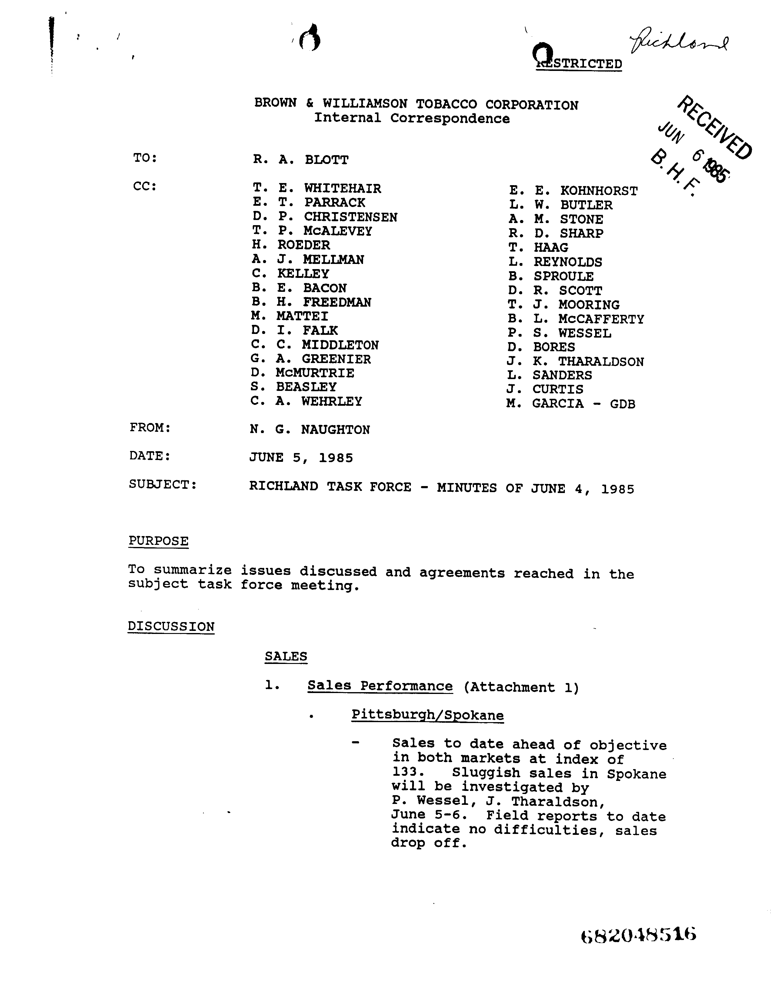 Richland
RESTRICTED
BROWN & WILLIAMSON TOBACCO CORPORATION
Internal Correspondence
RECEIVED
JUN 6 1985
B. H. F.
TO: R. A. BLOTT
CC: T. E. WHITEHAIR E. E. KOHNHORST
E. T. PARRACK L. W. BUTLER
D. P. CHRISTENSEN A. M. STONE
T. P. McALEVEY R. D. SHARP
H. ROEDER T. HAAG
A. J. MELLMAN L. REYNOLDS
C. KELLEY B. SPROULE
B. E. BACON D. R. SCOTT
B. H. FREEDMAN T. J. MOORING
M. MATTEI B. L. McCAFFERTY
D. I. FALK P. S. WESSEL
C. C. MIDDLETON D. BORES
G. A. GREENIER J. K. THARALDSON
D. McMURTRIE L. SANDERS
S. BEASLEY J. CURTIS
C. A. WEHRLEY M. GARCIA - GDB
FROM: N. G. NAUGHTON
DATE: JUNE 5, 1985
SUBJECT: RICHLAND TASK FORCE - MINUTES OF JUNE 4, 1985
PURPOSE
To summarize issues discussed and agreements reached in the
subject task force meeting.
DISCUSSION
SALES
1. Sales Performance (Attachment 1)
. Pittsburgh/Spokane
- Sales to date ahead of objective
in both markets at index of
133. Sluggish sales in Spokane
will be investigated by
P. Wessel, J. Tharaldson,
June 5-6. Field reports to date
indicate no difficulties, sales
drop off.
682048516